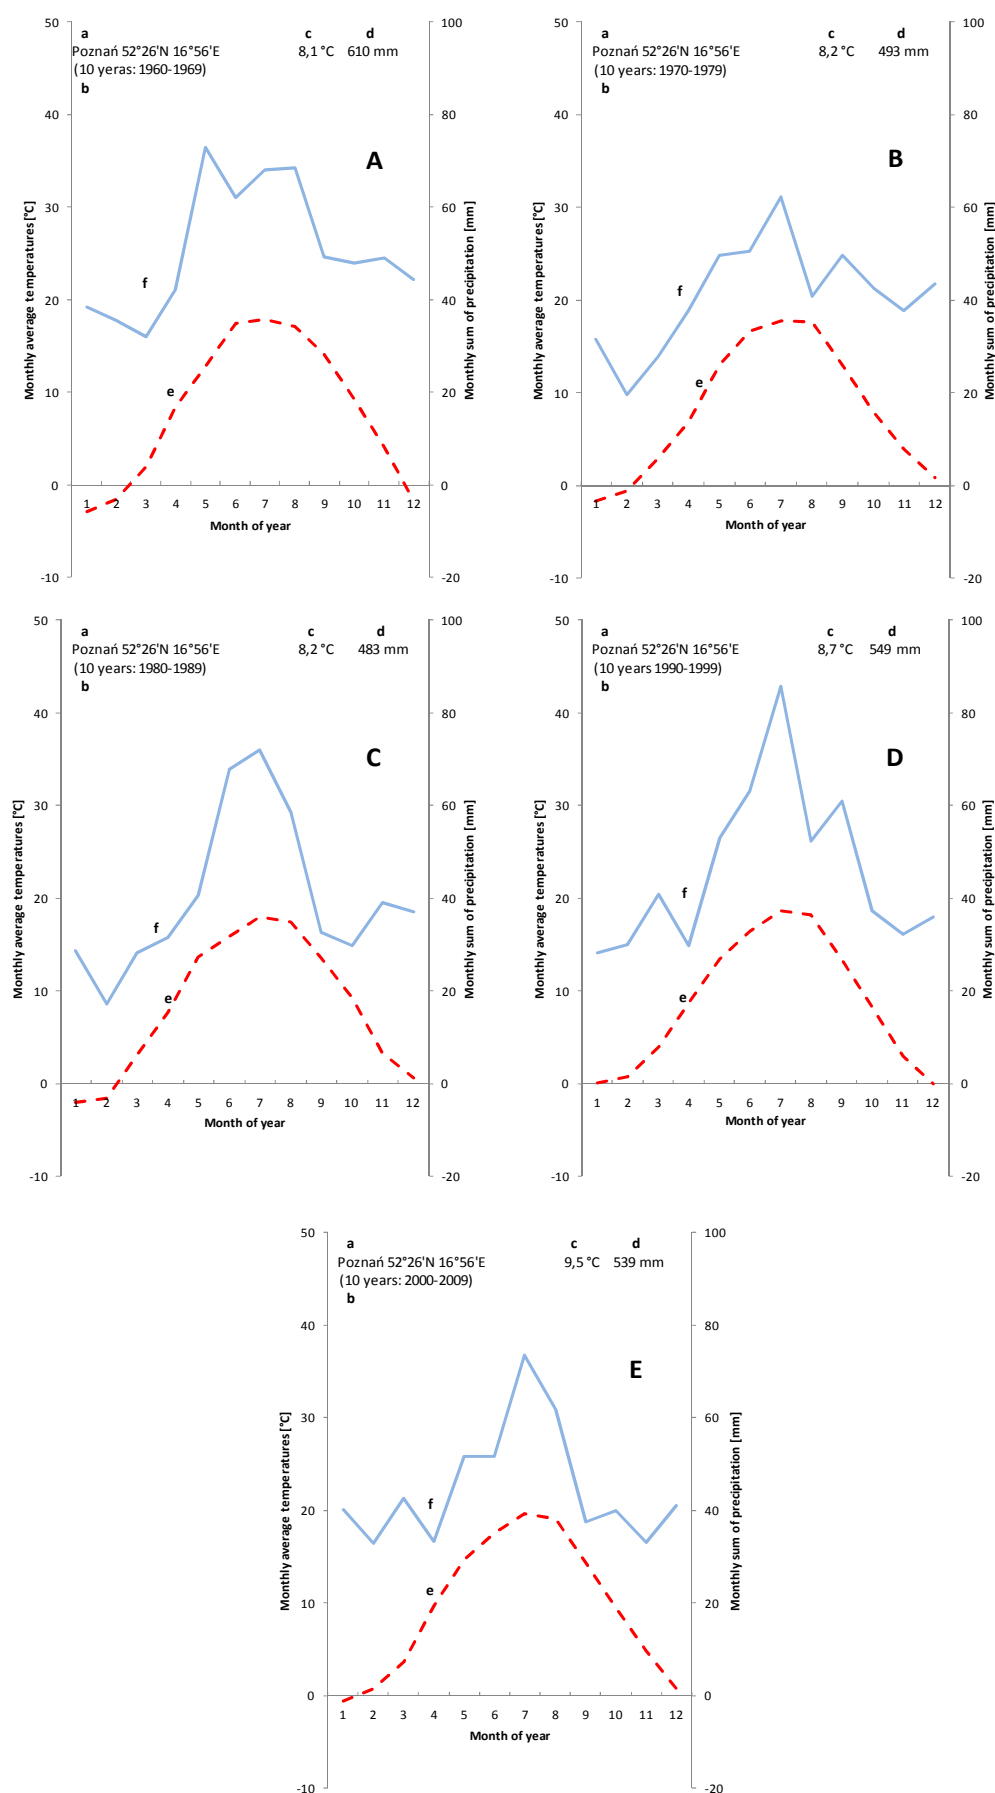 50
100
a
c
d
Poznań 52°26'N 16°56'E
8,1 °C
610 mm
(10 yeras: 1960-1969)
b
40
80
A
30
60
f
20
40
e
10
20
0
0
1 2 3 4 5 6 7 8 9 10 11 12
Month of year
-10
-20
Monthly average temperatures [°C]
Monthly sum of precipitation [mm]
50
100
a
c
d
Poznań 52°26'N 16°56'E
8,2 °C
493 mm
(10 years: 1970-1979)
b
40
80
B
30
60
f
20
40
e
10
20
0
0
1 2 3 4 5 6 7 8 9 10 11 12
Month of year
-10
-20
Monthly average temperatures [°C]
Monthly sum of precipitation [mm]
50
100
a
c
d
Poznań 52°26'N 16°56'E
8,2 °C
483 mm
(10 years: 1980-1989)
b
40
80
C
30
60
f
20
40
e
10
20
0
0
1 2 3 4 5 6 7 8 9 10 11 12
Month of year
-10
-20
Monthly average temperatures [°C]
Monthly sum of precipitation [mm]
50
100
a
c
d
Poznań 52°26'N 16°56'E
8,7 °C
549 mm
(10 years 1990-1999)
b
40
80
D
30
60
f
20
40
e
10
20
0
0
1 2 3 4 5 6 7 8 9 10 11 12
Month of year
-10
-20
Monthly average temperatures [°C]
Monthly sum of precipitation [mm]
50
100
a
c
d
Poznań 52°26'N 16°56'E
9,5 °C
539 mm
(10 years: 2000-2009)
b
40
80
E
30
60
f
20
40
e
10
20
0
0
1 2 3 4 5 6 7 8 9 10 11 12
Month of year
-10
-20
Monthly average temperatures [°C]
Monthly sum of precipitation [mm]